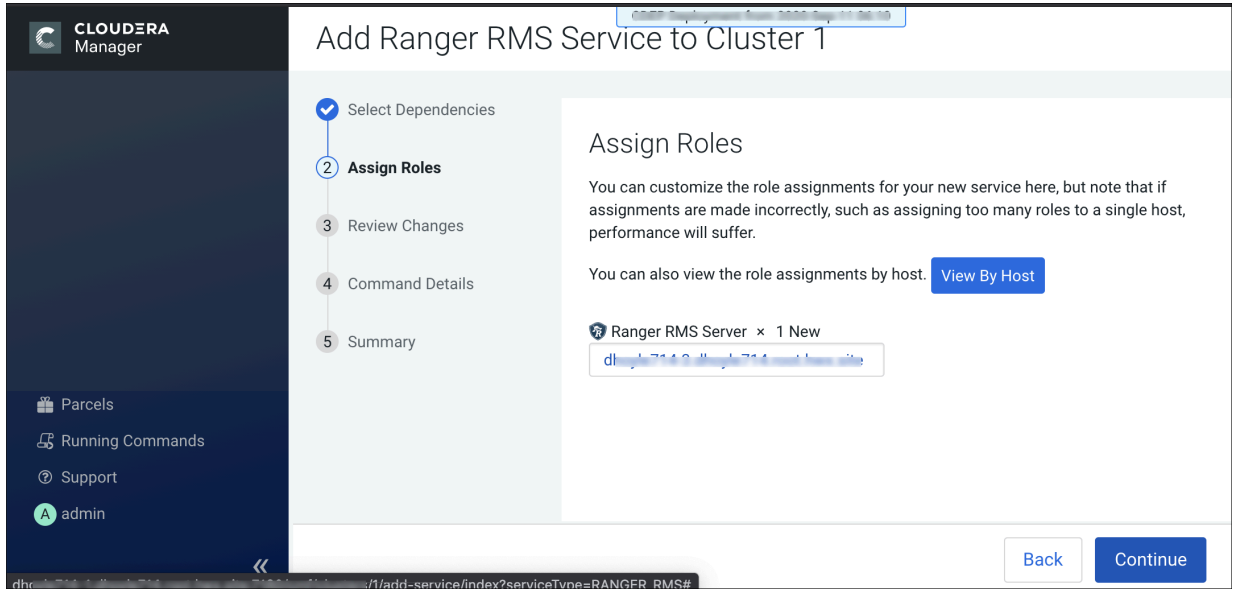 CLOUDERA
Manager
Add Ranger RMS Service to Cluster 1
Select Dependencies
2 Assign Roles
3 Review Changes
4 Command Details
5 Summary
Assign Roles
You can customize the role assignments for your new service here, but note that if
assignments are made incorrectly, such as assigning too many roles to a single host,
performance will suffer.
You can also view the role assignments by host. View By Host
Ranger RMS Server × 1 New
Parcels
Running Commands
Support
A admin
«
Back Continue
/1/add-service/index?serviceType=RANGER_RMS#